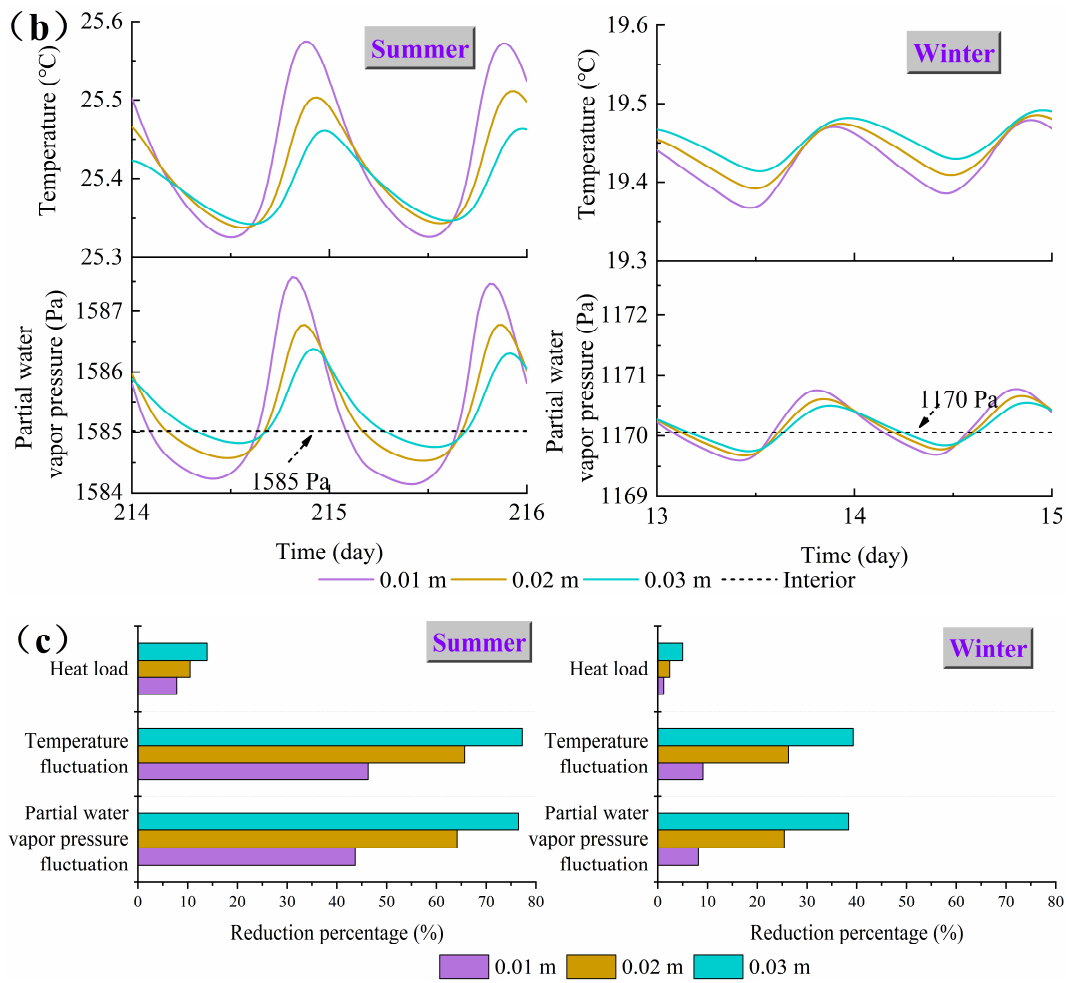 (b)
Summer
Winter
Temperature (°C)
25.6
25.5
25.4
25.3
Temperature (°C)
19.6
19.5
19.4
19.3
Partial water
vapor pressure (Pa)
1587
1586
1585
1584
1585 Pa
214
215
216
Time (day)
Partial water
vapor pressure (Pa)
1172
1171
1170
1169
1170 Pa
13
14
15
Time (day)
0.01 m
0.02 m
0.03 m
Interior
(c)
Summer
Heat load
Temperature
fluctuation
Partial water
vapor pressure
fluctuation
0 10 20 30 40 50 60 70 80
Reduction percentage (%)
Winter
Heat load
Temperature
fluctuation
Partial water
vapor pressure
fluctuation
0 10 20 30 40 50 60 70 80
Reduction percentage (%)
0.01 m
0.02 m
0.03 m